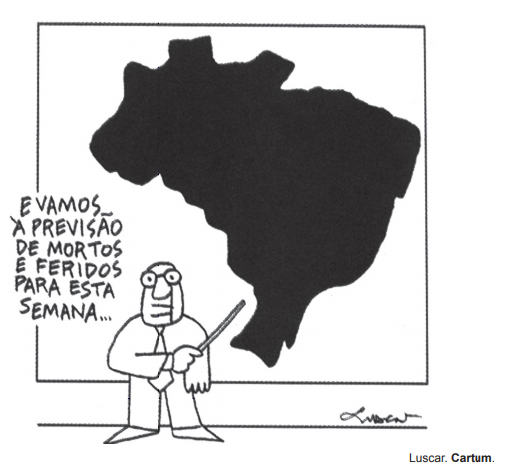 E VAMOS
À PREVISÃO
DE MORTOS
E FERIDOS
PARA ESTA
SEMANA...
Luscar
Luscar. Cartum.